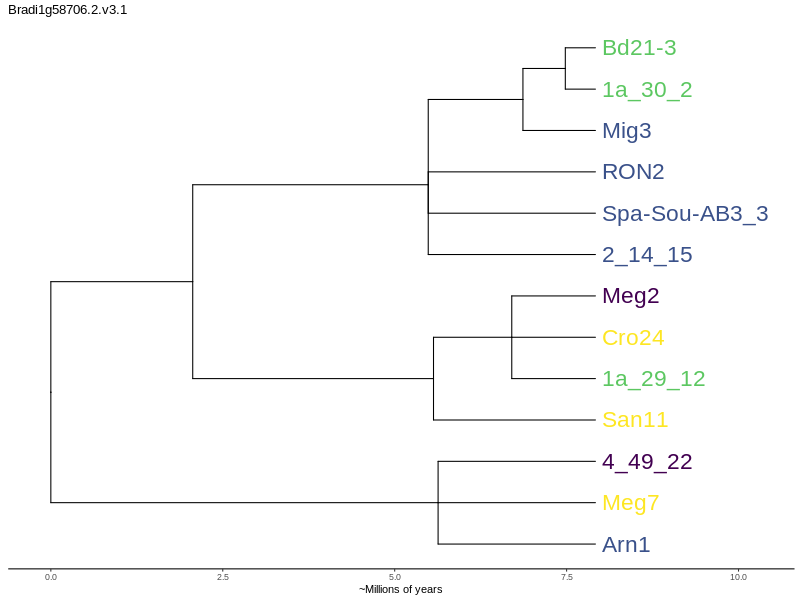 Bradi1g58706.2.v3.1
Bd21-3
1a_30_2
Mig3
RON2
Spa-Sou-AB3_3
2_14_15
Meg2
Cro24
1a_29_12
San11
4_49_22
Meg7
Arn1
0.0 2.5 5.0 7.5 10.0
~Millions of years